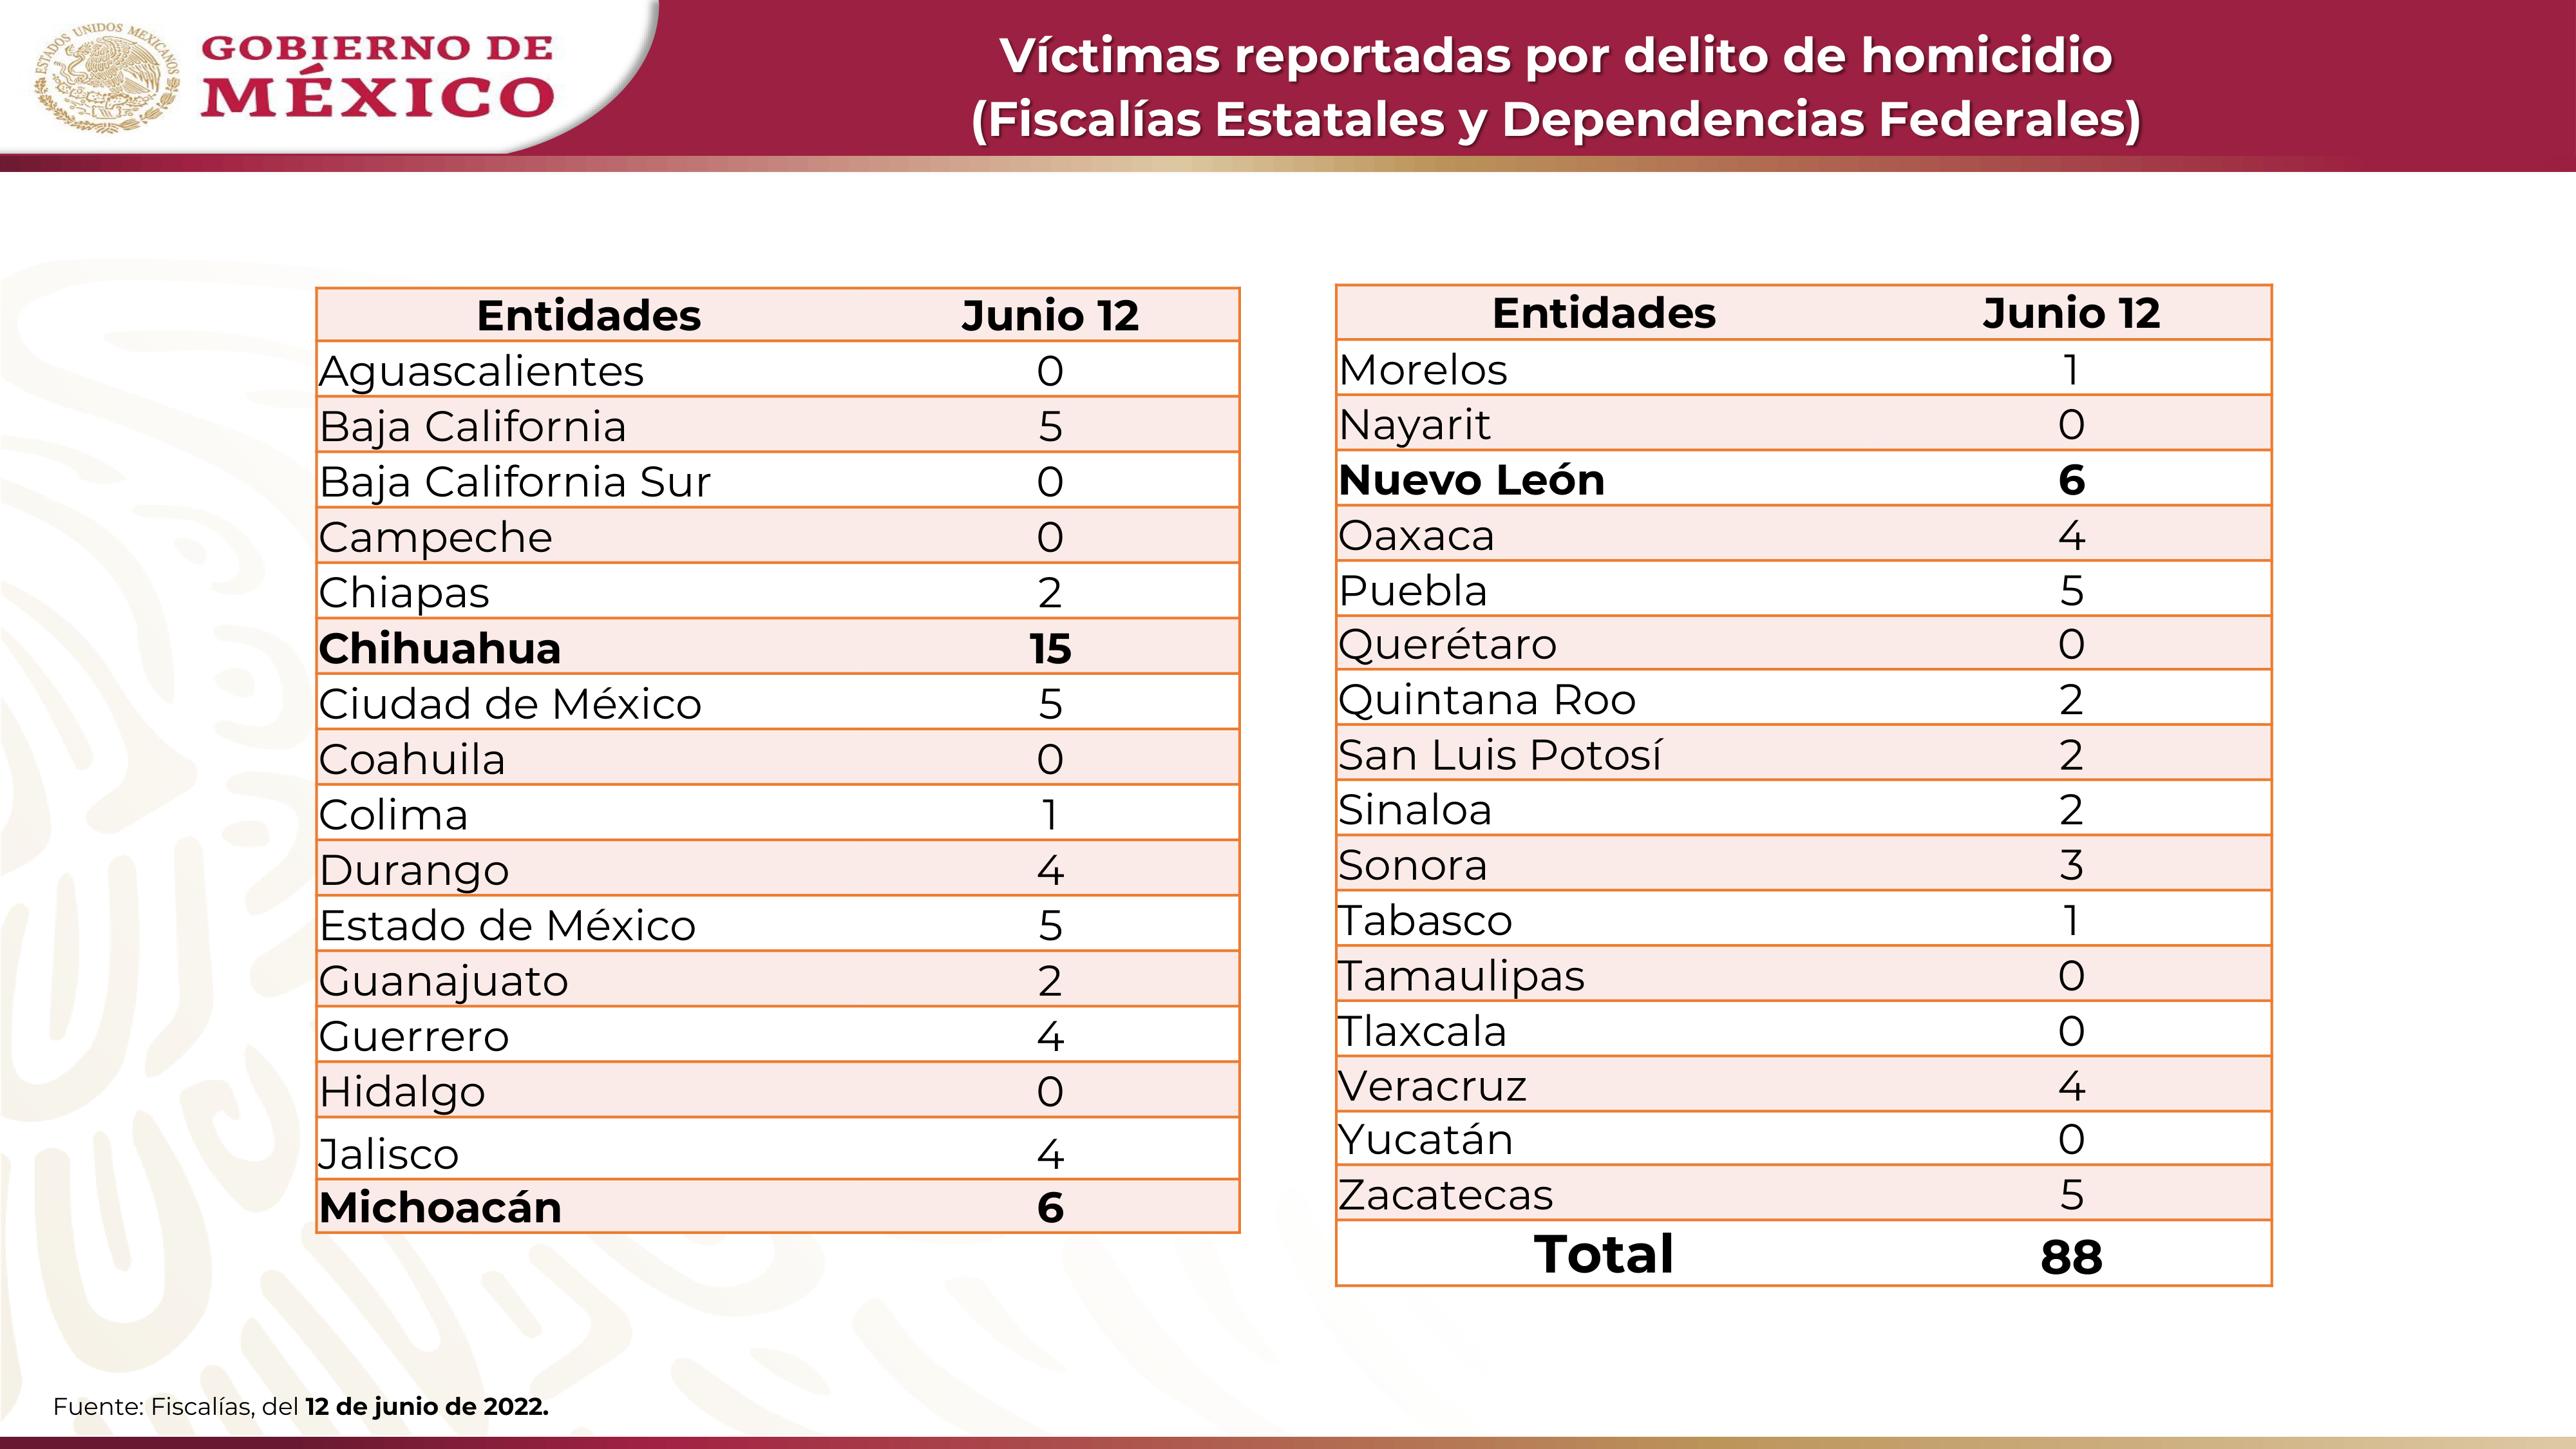 ESTADOS UNIDOS MEXICANOS
GOBIERNO DE
MÉXICO
Víctimas reportadas por delito de homicidio
(Fiscalías Estatales y Dependencias Federales)
Entidades Junio 12
Aguascalientes 0
Baja California 5
Baja California Sur 0
Campeche 0
Chiapas 2
Chihuahua 15
Ciudad de México 5
Coahuila 0
Colima 1
Durango 4
Estado de México 5
Guanajuato 2
Guerrero 4
Hidalgo 0
Jalisco 4
Michoacán 6
Entidades Junio 12
Morelos 1
Nayarit 0
Nuevo León 6
Oaxaca 4
Puebla 5
Querétaro 0
Quintana Roo 2
San Luis Potosí 2
Sinaloa 2
Sonora 3
Tabasco 1
Tamaulipas 0
Tlaxcala 0
Veracruz 4
Yucatán 0
Zacatecas 5
Total 88
Fuente: Fiscalías, del 12 de junio de 2022.